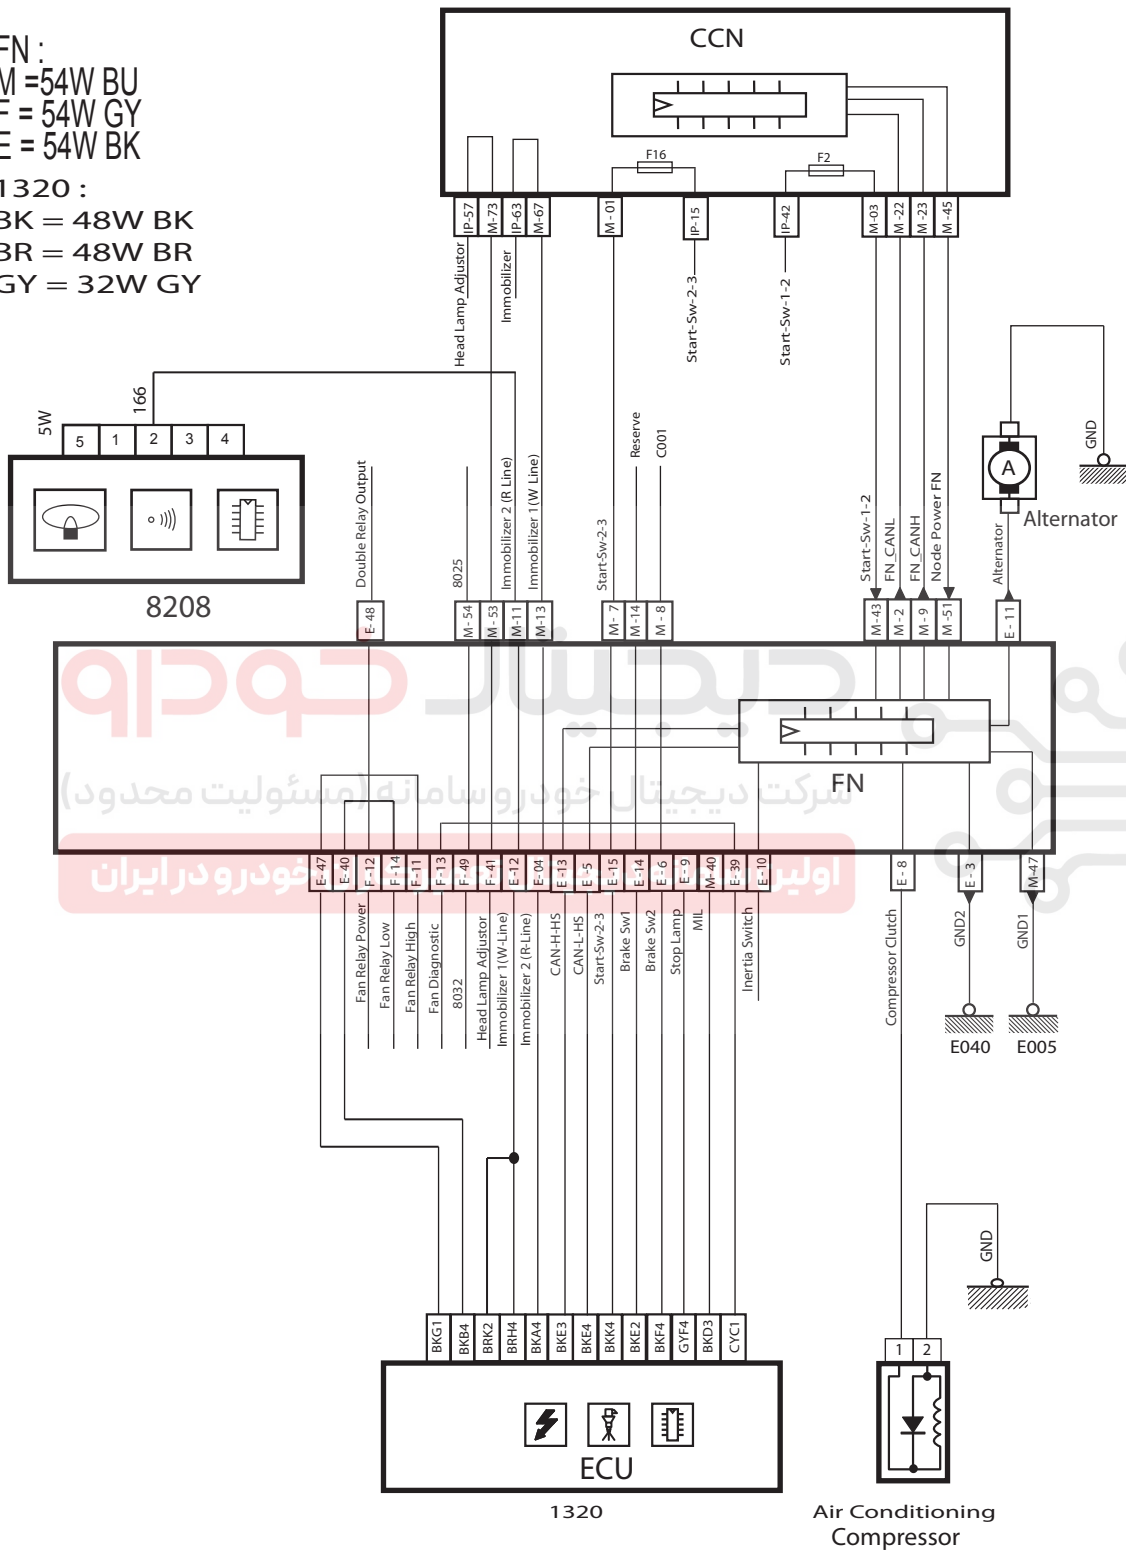 CCN
FN :
M =54W BU
F = 54W GY
E = 54W BK
1320 :
BK = 48W BK
BR = 48W BR
GY = 32W GY
F16
F2
IP-57
M-73
IP-63
M-67
M - 01
IP-15
IP-42
M-03
M -22
M -23
M -45
Head Lamp Adjustor
Immobilizer
Start-Sw-2-3
Start-Sw-1-2
5W
166
5
1
2
3
4
8208
Double Relay Output
8025
Immobilizer 2 (R Line)
Immobilizer 1(W Line)
Start-Sw-2-3
Reserve
C001
Start-Sw-1-2
FN_CANL
FN_CANH
Node Power FN
Alternator
A
GND
Alternator
E- 48
M- 54
M- 53
M-11
M-13
M- 7
M-14
M - 8
M-43
M - 2
M - 9
M -51
E - 11
دیجیتال خودرو
شرکت دیجیتال خودرو سامانه (مسئولیت محدود)
FN
خودرو در ایران
اولین
E-47
E-40
F-12
F-14
F-11
F-13
F-49
F-41
E-12
E-04
E-13
E-5
E-15
E-14
E-6
E-9
M-40
E-39
E-10
E - 8
E - 3
M-47
Fan Relay Power
Fan Relay Low
Fan Relay High
Fan Diagnostic
8032
Head Lamp Adjustor
Immobilizer 1(W-Line)
Immobilizer 2 (R-Line)
CAN-H-HS
CAN-L-HS
Start-Sw-2-3
Brake Sw1
Brake Sw2
Stop Lamp
MIL
Inertia Switch
Compressor Clutch
GND2
GND1
E040
E005
GND
BKG1
BKB4
BRK2
BRH4
BKA4
BKE3
BKE4
BKK4
BKE2
BKF4
GYF4
BKD3
CYC1
1
2
ECU
1320
Air Conditioning
Compressor